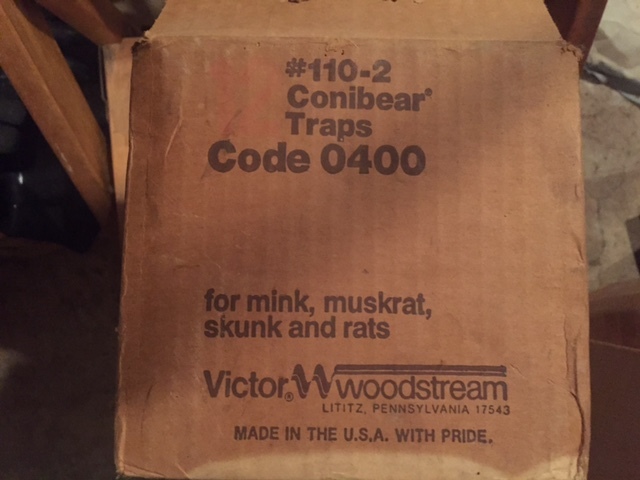 #110-2
Conibear®
Traps
Code 0400
for mink, muskrat,
skunk and rats
Victor® woodstream
LITITZ, PENNSYLVANIA 17543
MADE IN THE U.S.A. WITH PRIDE.